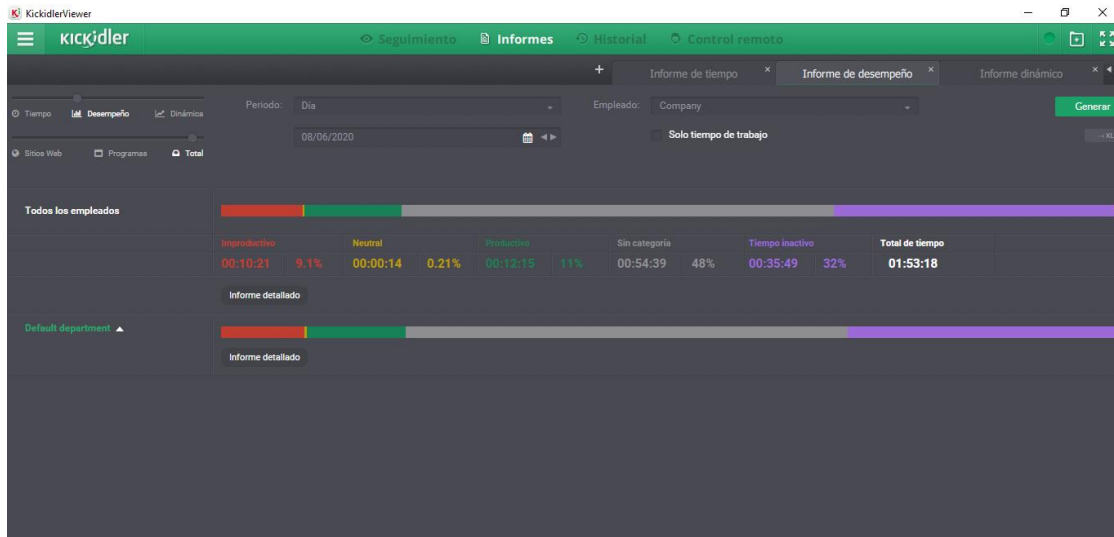 KickidlerViewer
KICKidler
Seguimiento
Informes
Historial
Control remoto
+
Informe de tiempo
Informe de desempeño
Informe dinámico
Tiempo
Desempeño
Dinámica
Periodo:
Día
Empleado:
Company
Generar
08/06/2020
Solo tiempo de trabajo
Sitios Web
Programas
Total
Todos los empleados
Improductivo
Neutral
Productivo
Sin categoría
Tiempo inactivo
Total de tiempo
00:10:21 9.1%
00:00:14 0.21%
00:12:15 11%
00:54:39 48%
00:35:49 32%
01:53:18
Informe detallado
Default department
Informe detallado